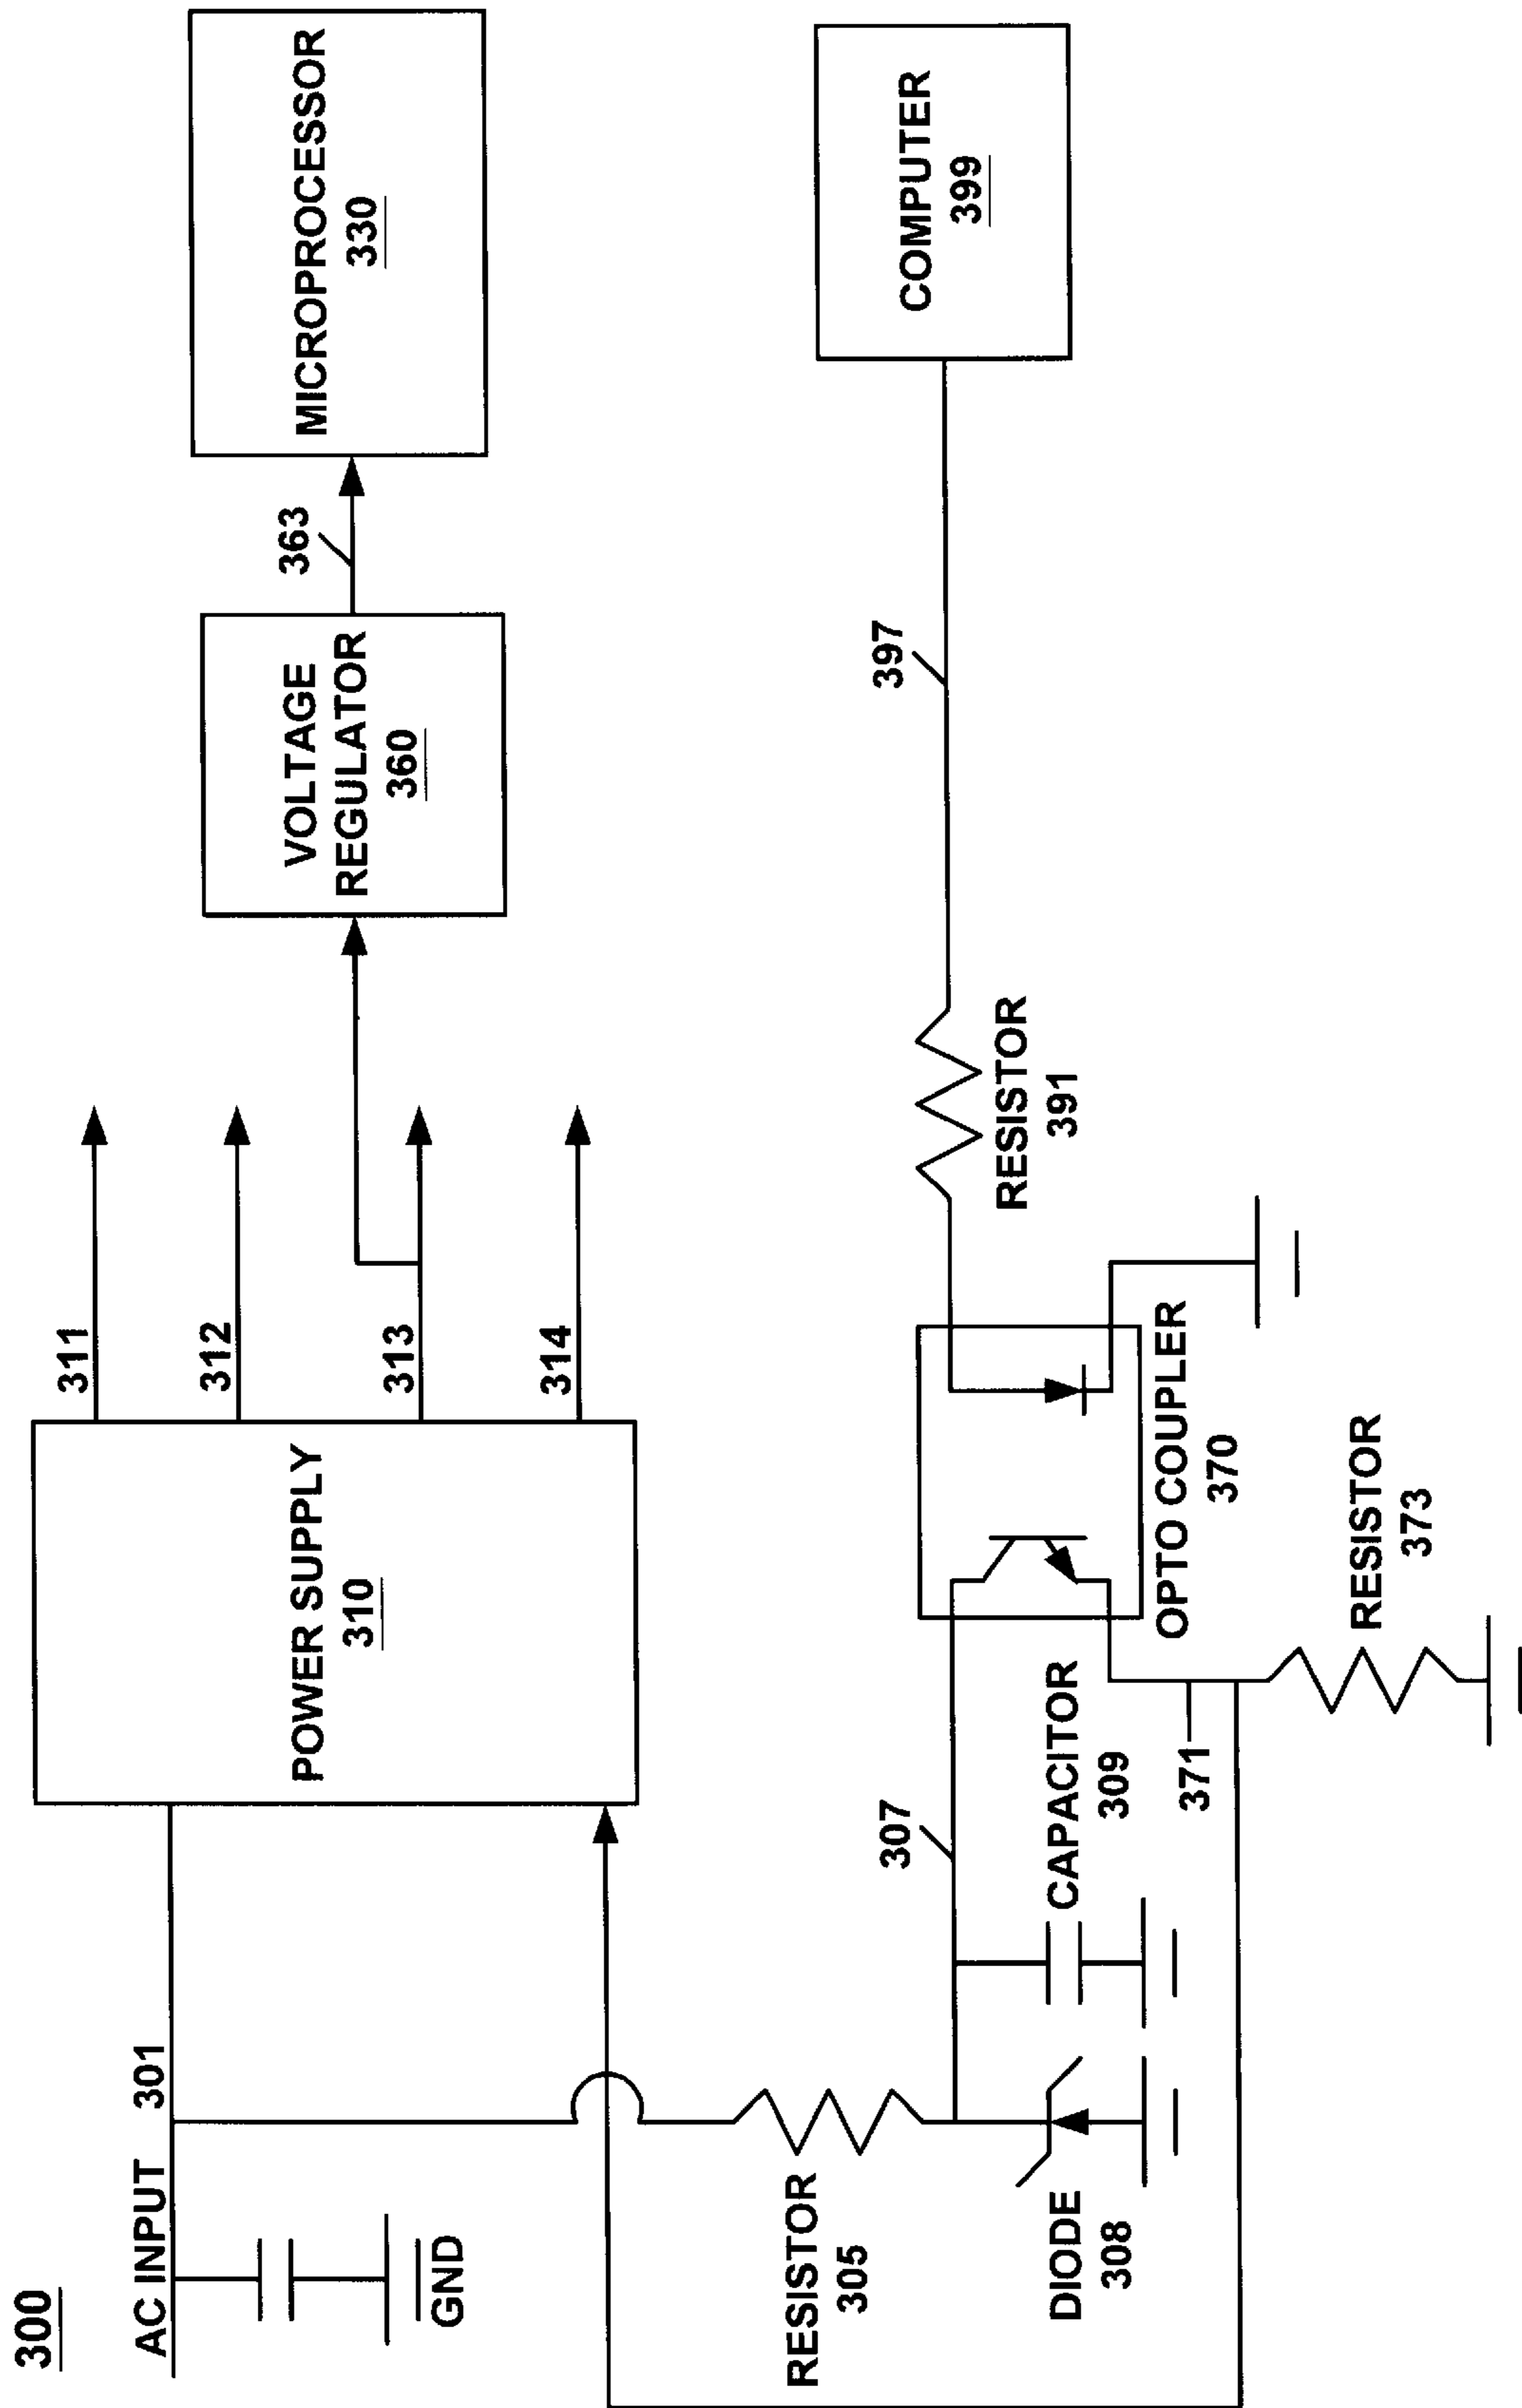 300
AC INPUT 301
GND
POWER SUPPLY
310
311
312
313
314
VOLTAGE
REGULATOR
360
363
MICROPROCESSOR
330
RESISTOR
305
DIODE
308
307
CAPACITOR
309
371
OPTO COUPLER
370
RESISTOR
373
RESISTOR
391
397
COMPUTER
399